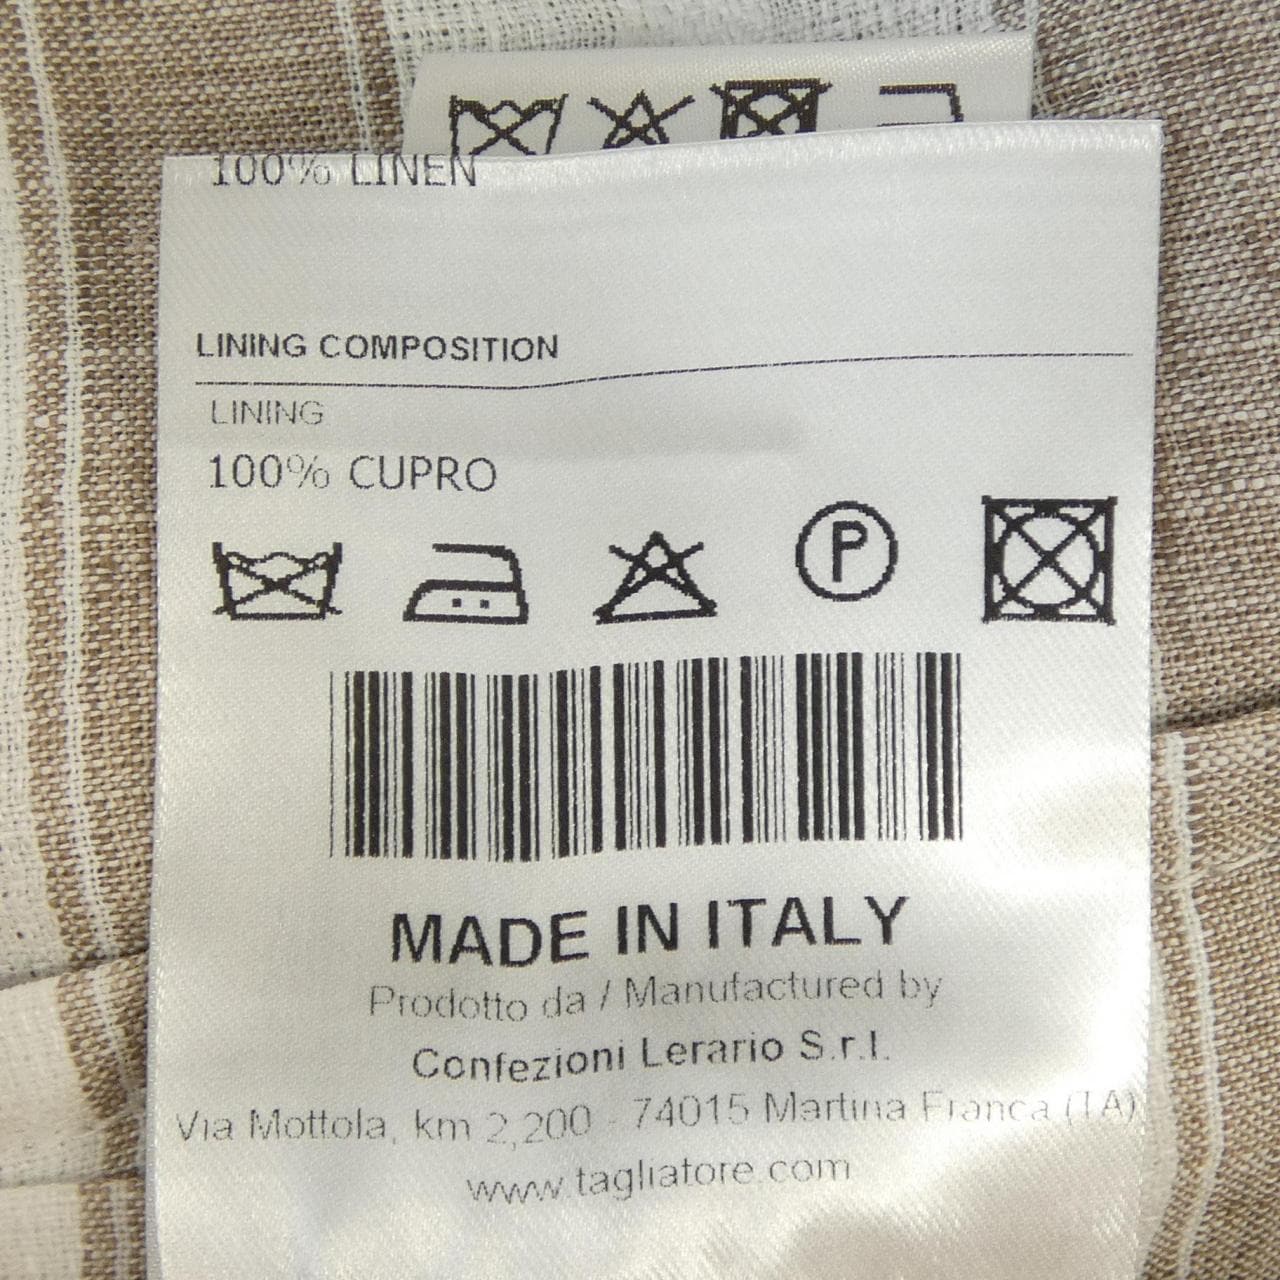 100% LINEN
LINING COMPOSITION
LINING
100% CUPRO
P
MADE IN ITALY
Prodotto da / Manufactured by
Confezioni Lerario S.r.l.
Via Mottola, km 2,200 - 74015 Martina Franca (TA)
www.tagliatore.com